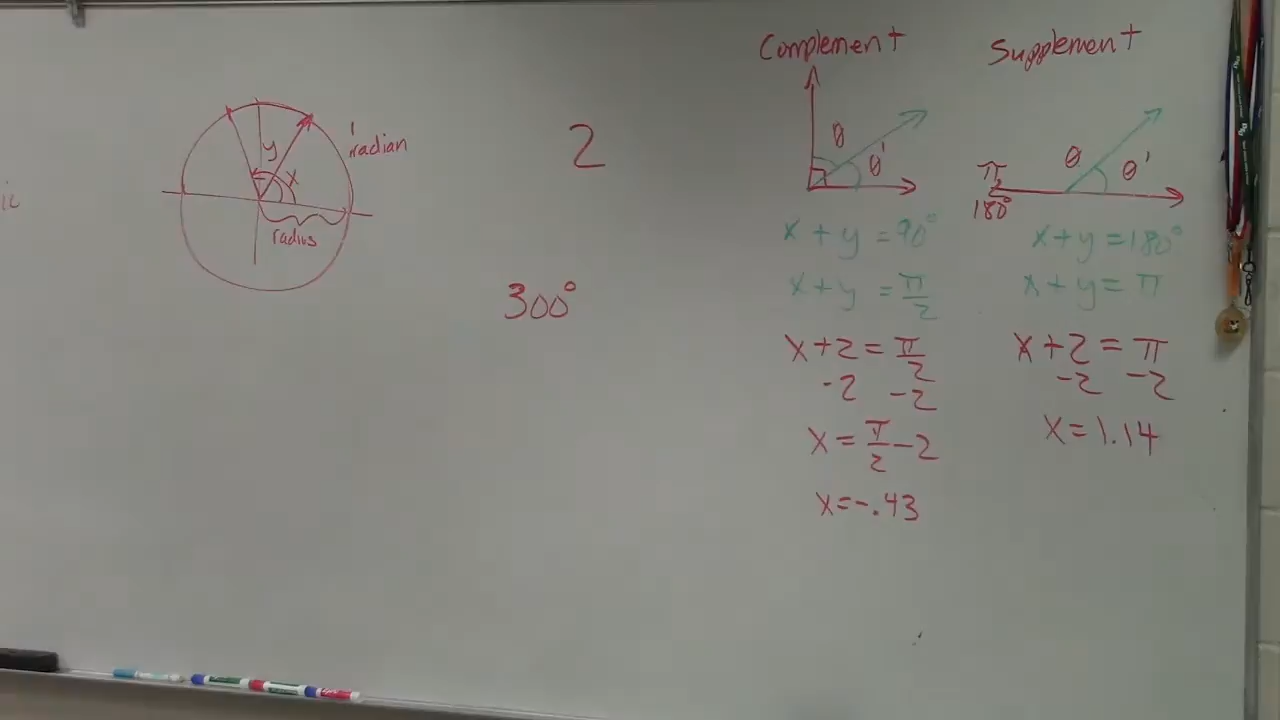 ic
1 radian
y
x
radius
2
300°
Complement
θ
θ'
x + y = 90°
x + y = π/2
x + 2 = π/2
-2 -2
x = π/2 - 2
x = -.43
Supplement
π
180°
θ
θ'
x + y = 180°
x + y = π
x + 2 = π
-2 -2
x = 1.14